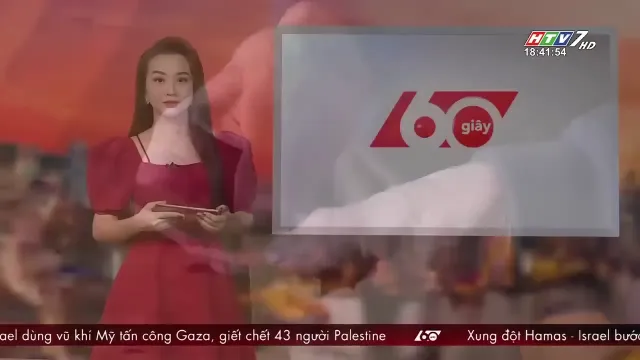 HTV7 HD
18:41:54
60 giây
ael dùng vũ khí Mỹ tấn công Gaza, giết chết 43 người Palestine 60 Xung đột Hamas - Israel bước